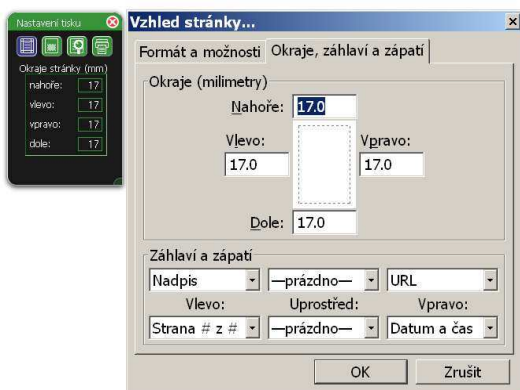 Nastavení tisku
Okraje stránky (mm)
nahoře: 17
vlevo: 17
vpravo: 17
dole: 17
Vzhled stránky...
Formát a možnosti Okraje, záhlaví a zápatí
Okraje (milimetry)
Nahoře: 17.0
Vlevo: Vpravo:
17.0 17.0
Dole: 17.0
Záhlaví a zápatí
Nadpis —prázdno— URL
Vlevo: Uprostřed: Vpravo:
Strana # z # —prázdno— Datum a čas
OK Zrušit